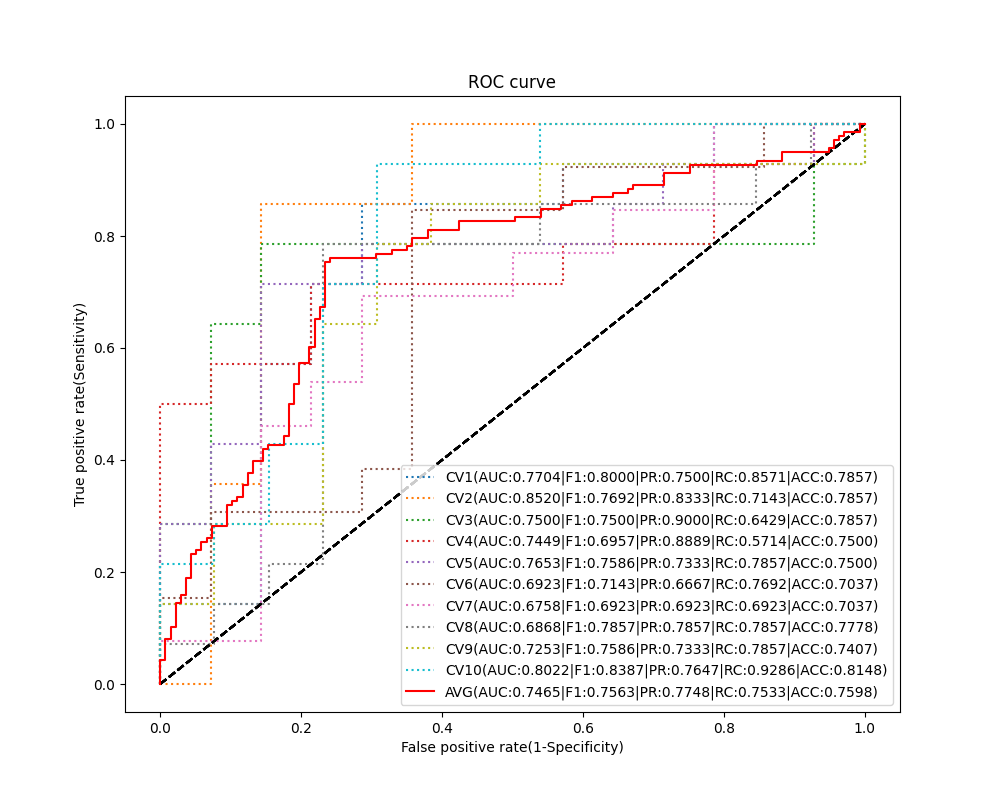 ROC curve
1.0
0.8
0.6
0.4
0.2
0.0
True positive rate(Sensitivity)
CV1(AUC:0.7704|F1:0.8000|PR:0.7500|RC:0.8571|ACC:0.7857)
CV2(AUC:0.8520|F1:0.7692|PR:0.8333|RC:0.7143|ACC:0.7857)
CV3(AUC:0.7500|F1:0.7500|PR:0.9000|RC:0.6429|ACC:0.7857)
CV4(AUC:0.7449|F1:0.6957|PR:0.8889|RC:0.5714|ACC:0.7500)
CV5(AUC:0.7653|F1:0.7586|PR:0.7333|RC:0.7857|ACC:0.7500)
CV6(AUC:0.6923|F1:0.7143|PR:0.6667|RC:0.7692|ACC:0.7037)
CV7(AUC:0.6758|F1:0.6923|PR:0.6923|RC:0.6923|ACC:0.7037)
CV8(AUC:0.6868|F1:0.7857|PR:0.7857|RC:0.7857|ACC:0.7778)
CV9(AUC:0.7253|F1:0.7586|PR:0.7333|RC:0.7857|ACC:0.7407)
CV10(AUC:0.8022|F1:0.8387|PR:0.7647|RC:0.9286|ACC:0.8148)
AVG(AUC:0.7465|F1:0.7563|PR:0.7748|RC:0.7533|ACC:0.7598)
0.0 0.2 0.4 0.6 0.8 1.0
False positive rate(1-Specificity)